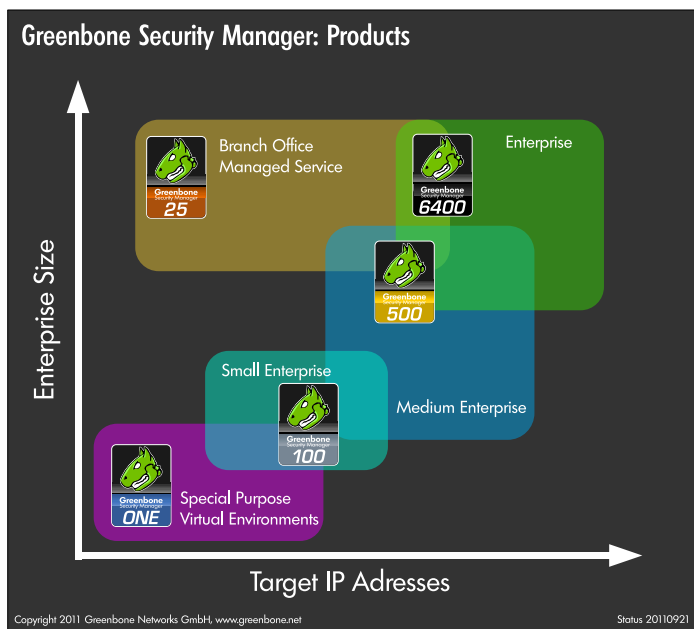 Greenbone Security Manager: Products
Enterprise Size
Branch Office
Managed Service
Greenbone
Security Manager
25
Enterprise
Greenbone
Security Manager
6400
Greenbone
Security Manager
500
Medium Enterprise
Small Enterprise
Greenbone
Security Manager
100
Greenbone
Security Manager
ONE
Special Purpose
Virtual Environments
Target IP Adresses
Copyright 2011 Greenbone Networks GmbH, www.greenbone.net
Status 20110921